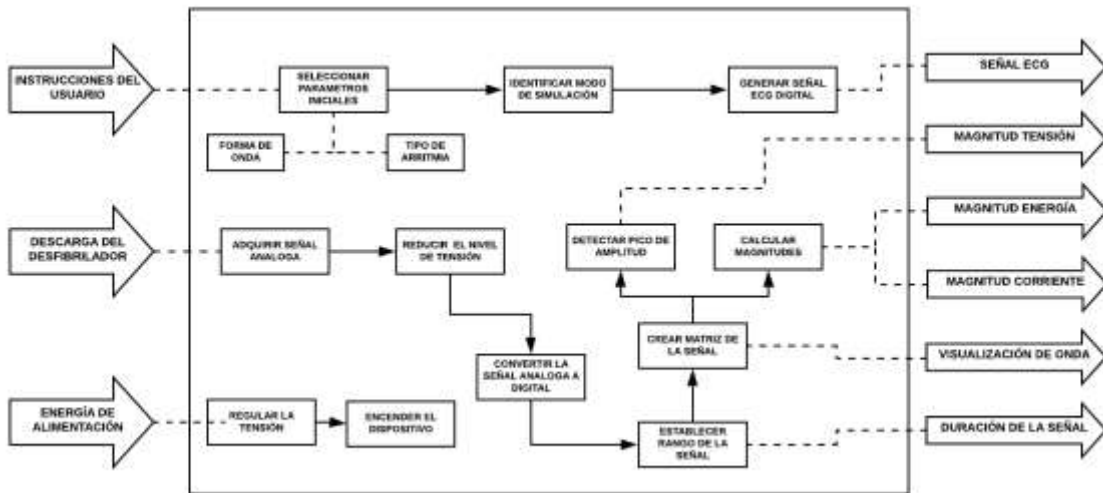 INSTRUCCIONES DEL
USUARIO
SELECCIONAR
PARAMETROS
INICIALES
IDENTIFICAR MODO
DE SIMULACIÓN
GENERAR SEÑAL
ECG DIGITAL
SEÑAL ECG
FORMA DE
ONDA
TIPO DE
ARRITMIA
MAGNITUD TENSIÓN
DESCARGA DEL
DESFIBRILADOR
ADQUIRIR SEÑAL
ANALOGA
REDUCIR EL NIVEL
DE TENSIÓN
DETECTAR PICO DE
AMPLITUD
CALCULAR
MAGNITUDES
MAGNITUD ENERGÍA
MAGNITUD CORRIENTE
CONVERTIR LA
SEÑAL ANALOGA A
DIGITAL
CREAR MATRIZ DE
LA SEÑAL
VISUALIZACIÓN DE ONDA
ENERGÍA DE
ALIMENTACIÓN
REGULAR LA
TENSIÓN
ENCENDER EL
DISPOSITIVO
ESTABLECER
RANGO DE LA
SEÑAL
DURACIÓN DE LA SEÑAL